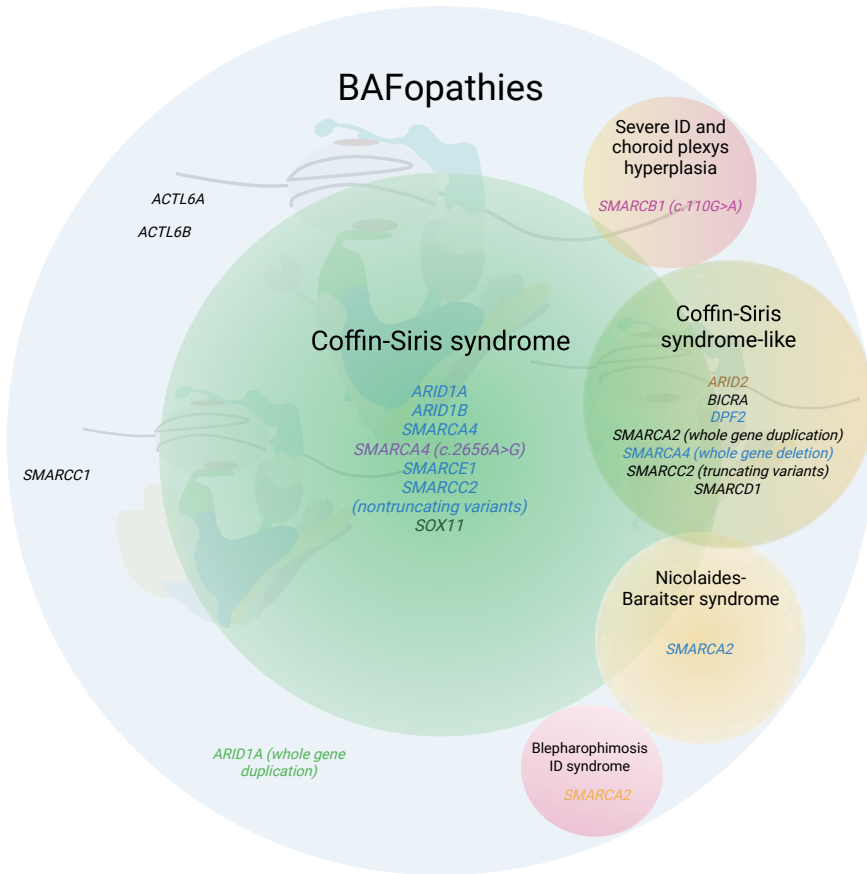 BAFopathies
Severe ID and
choroid plexys
hyperplasia
SMARCB1 (c.110G>A)
ACTL6A
ACTL6B
Coffin-Siris syndrome
ARID1A
ARID1B
SMARCA4
SMARCA4 (c.2656A>G)
SMARCE1
SMARCC2
(nontruncating variants)
SOX11
Coffin-Siris
syndrome-like
ARID2
BICRA
DPF2
SMARCA2 (whole gene duplication)
SMARCA4 (whole gene deletion)
SMARCC2 (truncating variants)
SMARCD1
SMARCC1
Nicolaides-
Baraitser syndrome
SMARCA2
ARID1A (whole gene
duplication)
Blepharophimosis
ID syndrome
SMARCA2